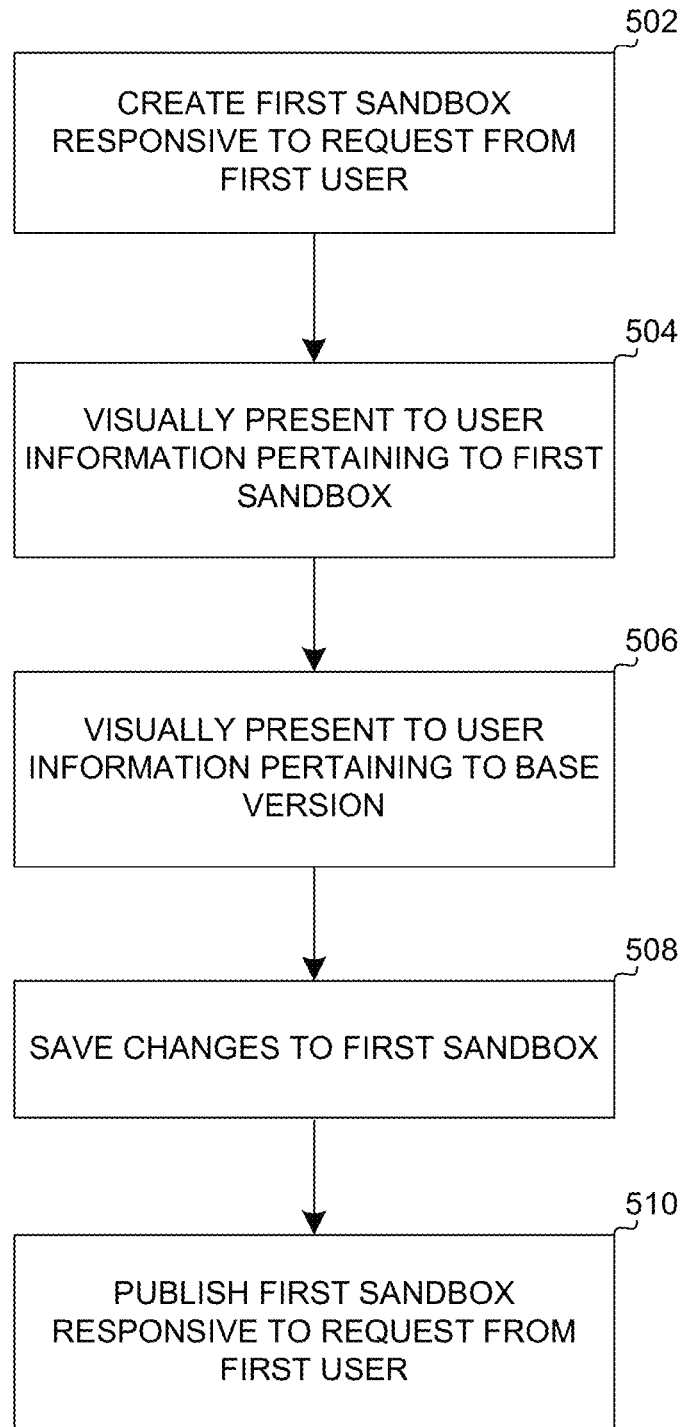 502
CREATE FIRST SANDBOX
RESPONSIVE TO REQUEST FROM
FIRST USER
504
VISUALLY PRESENT TO USER
INFORMATION PERTAINING TO FIRST
SANDBOX
506
VISUALLY PRESENT TO USER
INFORMATION PERTAINING TO BASE
VERSION
508
SAVE CHANGES TO FIRST SANDBOX
510
PUBLISH FIRST SANDBOX
RESPONSIVE TO REQUEST FROM
FIRST USER